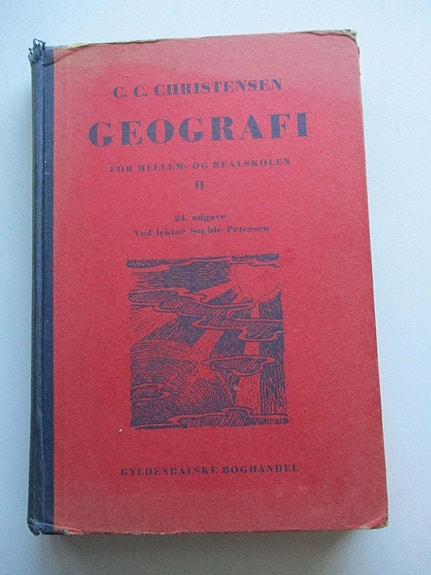 C. C. CHRISTENSEN
GEOGRAFI
FOR MELLEM- OG REALSKOLEN
II
24. udgave
Ved lektor Sophie Petersen
GYLDENDALSKE BOGHANDEL